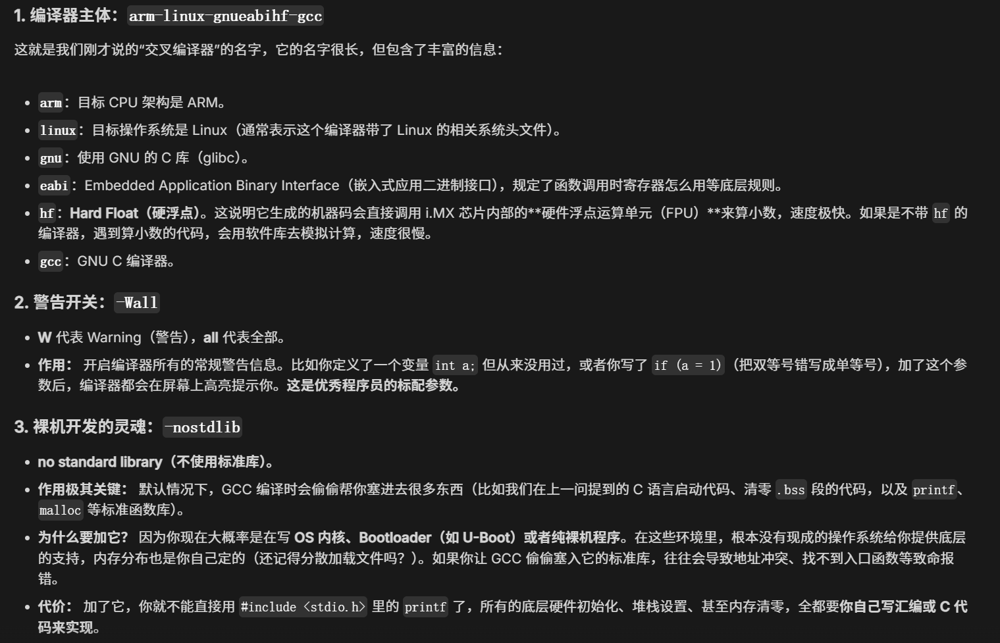 1. 编译器主体：arm-linux-gnueabihf-gcc
这就是我们刚才说的“交叉编译器”的名字，它的名字很长，但包含了丰富的信息：
• arm：目标 CPU 架构是 ARM。
• linux：目标操作系统是 Linux（通常表示这个编译器带了 Linux 的相关系统头文件）。
• gnu：使用 GNU 的 C 库（glibc）。
• eabi：Embedded Application Binary Interface（嵌入式应用二进制接口），规定了函数调用时寄存器怎么用等底层规则。
• hf：Hard Float（硬浮点）。这说明它生成的机器码会直接调用 i.MX 芯片内部的**硬件浮点运算单元（FPU）**来算小数，速度极快。如果是不带 hf 的
编译器，遇到算小数的代码，会用软件库去模拟计算，速度很慢。
• gcc：GNU C 编译器。
2. 警告开关：-Wall
• W 代表 Warning（警告），all 代表全部。
• 作用： 开启编译器所有的常规警告信息。比如你定义了一个变量 int a; 但从来没用过，或者你写了 if (a = 1)（把双等号错写成单等号），加了这个参
数后，编译器都会在屏幕上高亮提示你。这是优秀程序员的标配参数。
3. 裸机开发的灵魂：-nostdlib
• no standard library（不使用标准库）。
• 作用极其关键： 默认情况下，GCC 编译时会偷偷帮你塞进去很多东西（比如我们在上一问提到的 C 语言启动代码、清零 .bss 段的代码，以及 printf、
malloc 等标准函数库）。
• 为什么要加它？ 因为你现在大概率是在写 OS 内核、Bootloader（如 U-Boot）或者纯裸机程序。在这些环境里，根本没有现成的操作系统给你提供底层
的支持，内存分布也是你自己定的（还记得分散加载文件吗？）。如果你让 GCC 偷偷塞入它的标准库，往往会导致地址冲突、找不到入口函数等致命报
错。
• 代价： 加了它，你就不能直接用 #include <stdio.h> 里的 printf 了，所有的底层硬件初始化、堆栈设置、甚至内存清零，全都要你自己写汇编或 C 代
码来实现。